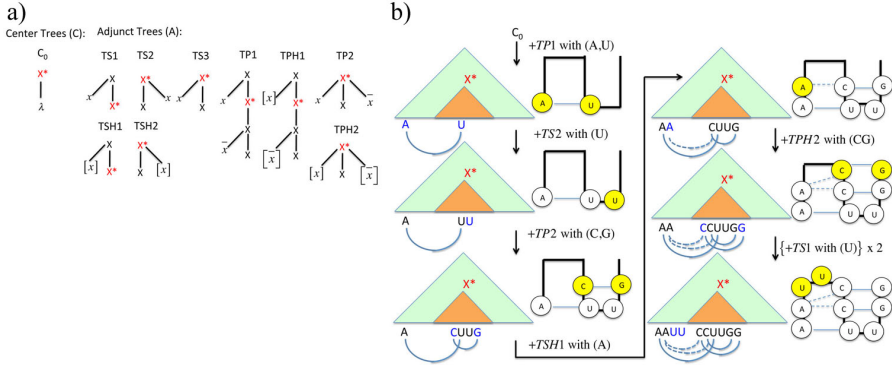 a)
Center Trees (C): Adjunct Trees (A):
C₀ TS1 TS2 TS3 TP1 TPH1 TP2
X* X X* X* X X X*
λ x X* X x x X x X* [x] X* x X x̄
TSH1 TSH2 x̄ X [x̄] X TPH2
X X* X X X*
[x] X* X [x] [x] X [x̄]
b)
C₀
+TP1 with (A,U)
X*
A U
A U
+TS2 with (U)
X*
A UU
A U U
+TP2 with (C,G)
X*
A CUUG
C G
A U U
+TSH1 with (A)
X*
AA CUUG
A C G
A U U
+TPH2 with (CG)
X*
AA CCUUGG
C G
A C G
A U U
{+TS1 with (U)} x 2
X*
AAUU CCUUGG
U U C G
A C G
A U U